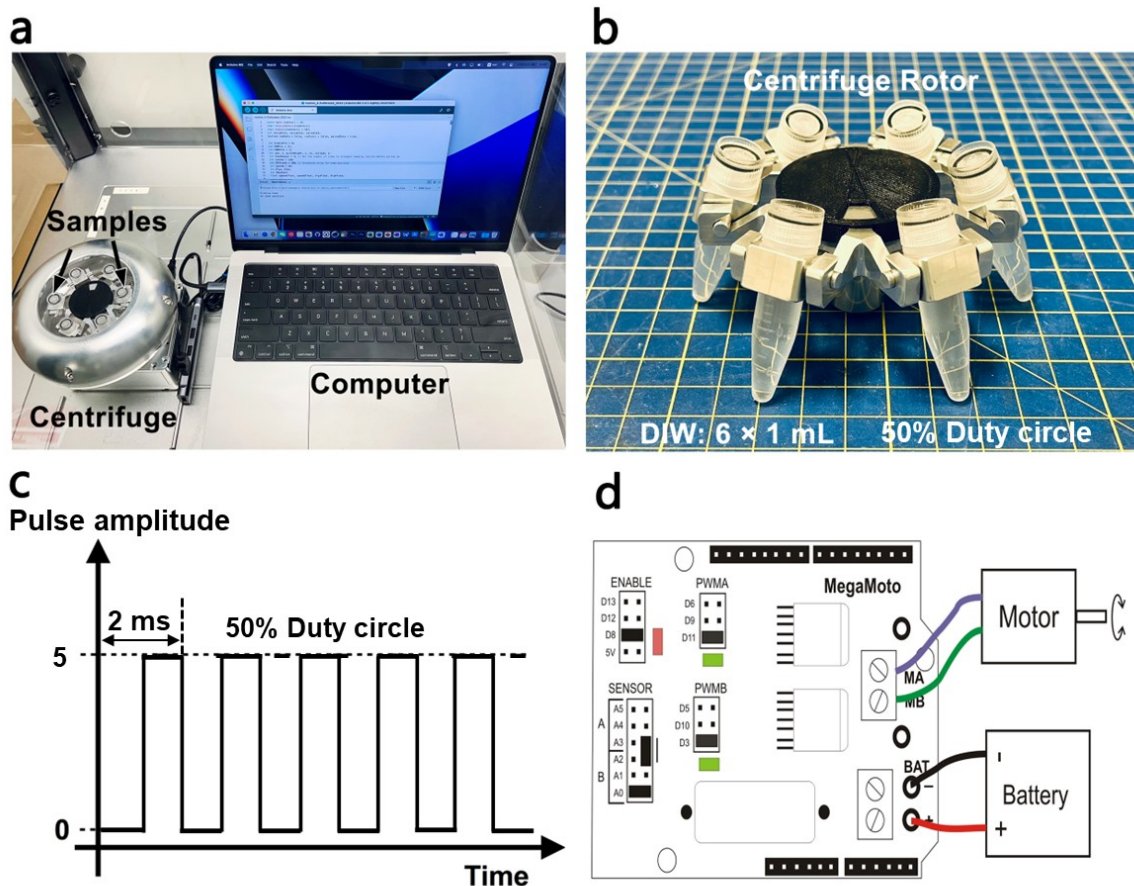 a
Samples
Computer
Centrifuge
b
Centrifuge Rotor
DIW: 6 × 1 mL 50% Duty circle
c
Pulse amplitude
2 ms
50% Duty circle
5
0
Time
d
MegaMoto
ENABLE
D13
D12
D8
5V
PWMA
D6
D9
D11
SENSOR
A
B
A5
A4
A3
A2
A1
A0
PWMB
D5
D10
D3
MA
MB
BAT
-
+
Motor
Battery
-
+